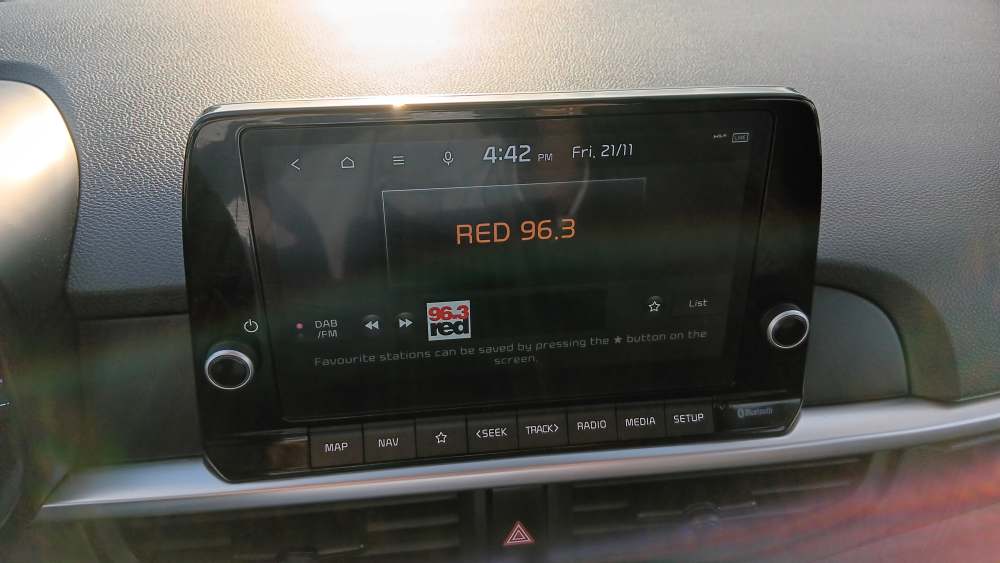 4:42 PM Fri, 21/11
LIVE
RED 96.3
DAB
/FM
96.3
red
List
Favourite stations can be saved by pressing the ★ button on the
screen.
MAP
NAV
<SEEK
TRACK>
RADIO
MEDIA
SETUP
Bluetooth